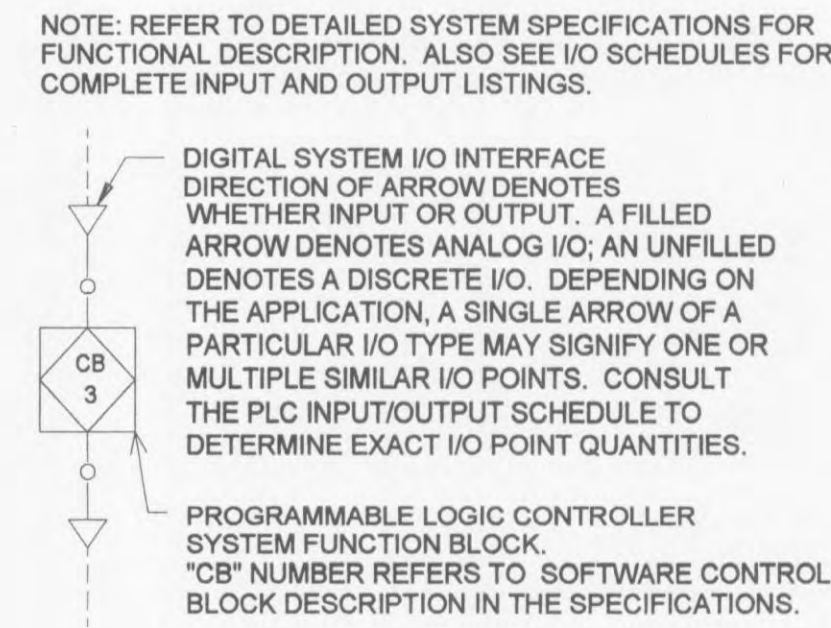 NOTE: REFER TO DETAILED SYSTEM SPECIFICATIONS FOR
FUNCTIONAL DESCRIPTION. ALSO SEE I/O SCHEDULES FOR
COMPLETE INPUT AND OUTPUT LISTINGS.
DIGITAL SYSTEM I/O INTERFACE
DIRECTION OF ARROW DENOTES
WHETHER INPUT OR OUTPUT. A FILLED
ARROW DENOTES ANALOG I/O; AN UNFILLED
DENOTES A DISCRETE I/O. DEPENDING ON
THE APPLICATION, A SINGLE ARROW OF A
PARTICULAR I/O TYPE MAY SIGNIFY ONE OR
MULTIPLE SIMILAR I/O POINTS. CONSULT
THE PLC INPUT/OUTPUT SCHEDULE TO
DETERMINE EXACT I/O POINT QUANTITIES.
CB
3
PROGRAMMABLE LOGIC CONTROLLER
SYSTEM FUNCTION BLOCK.
"CB" NUMBER REFERS TO SOFTWARE CONTROL
BLOCK DESCRIPTION IN THE SPECIFICATIONS.